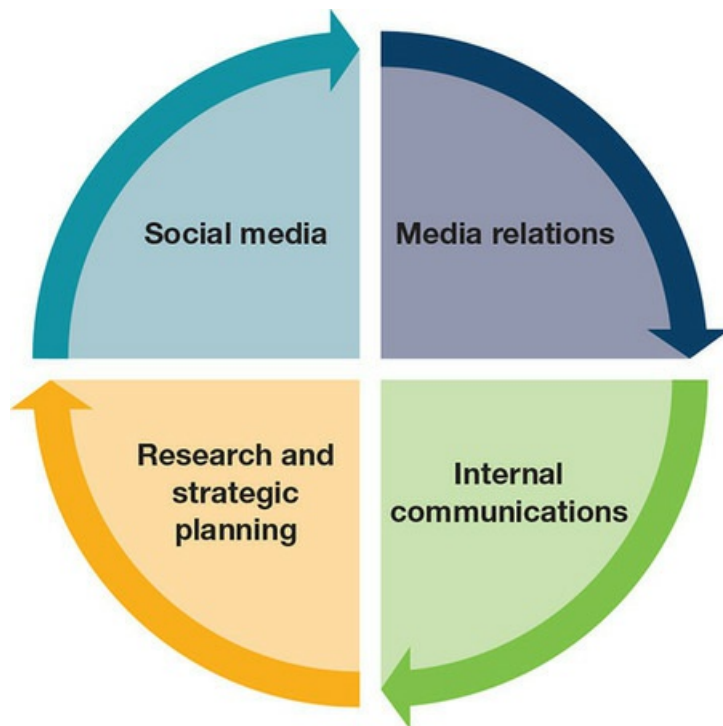 Social media
Media relations
Research and
strategic
planning
Internal
communications